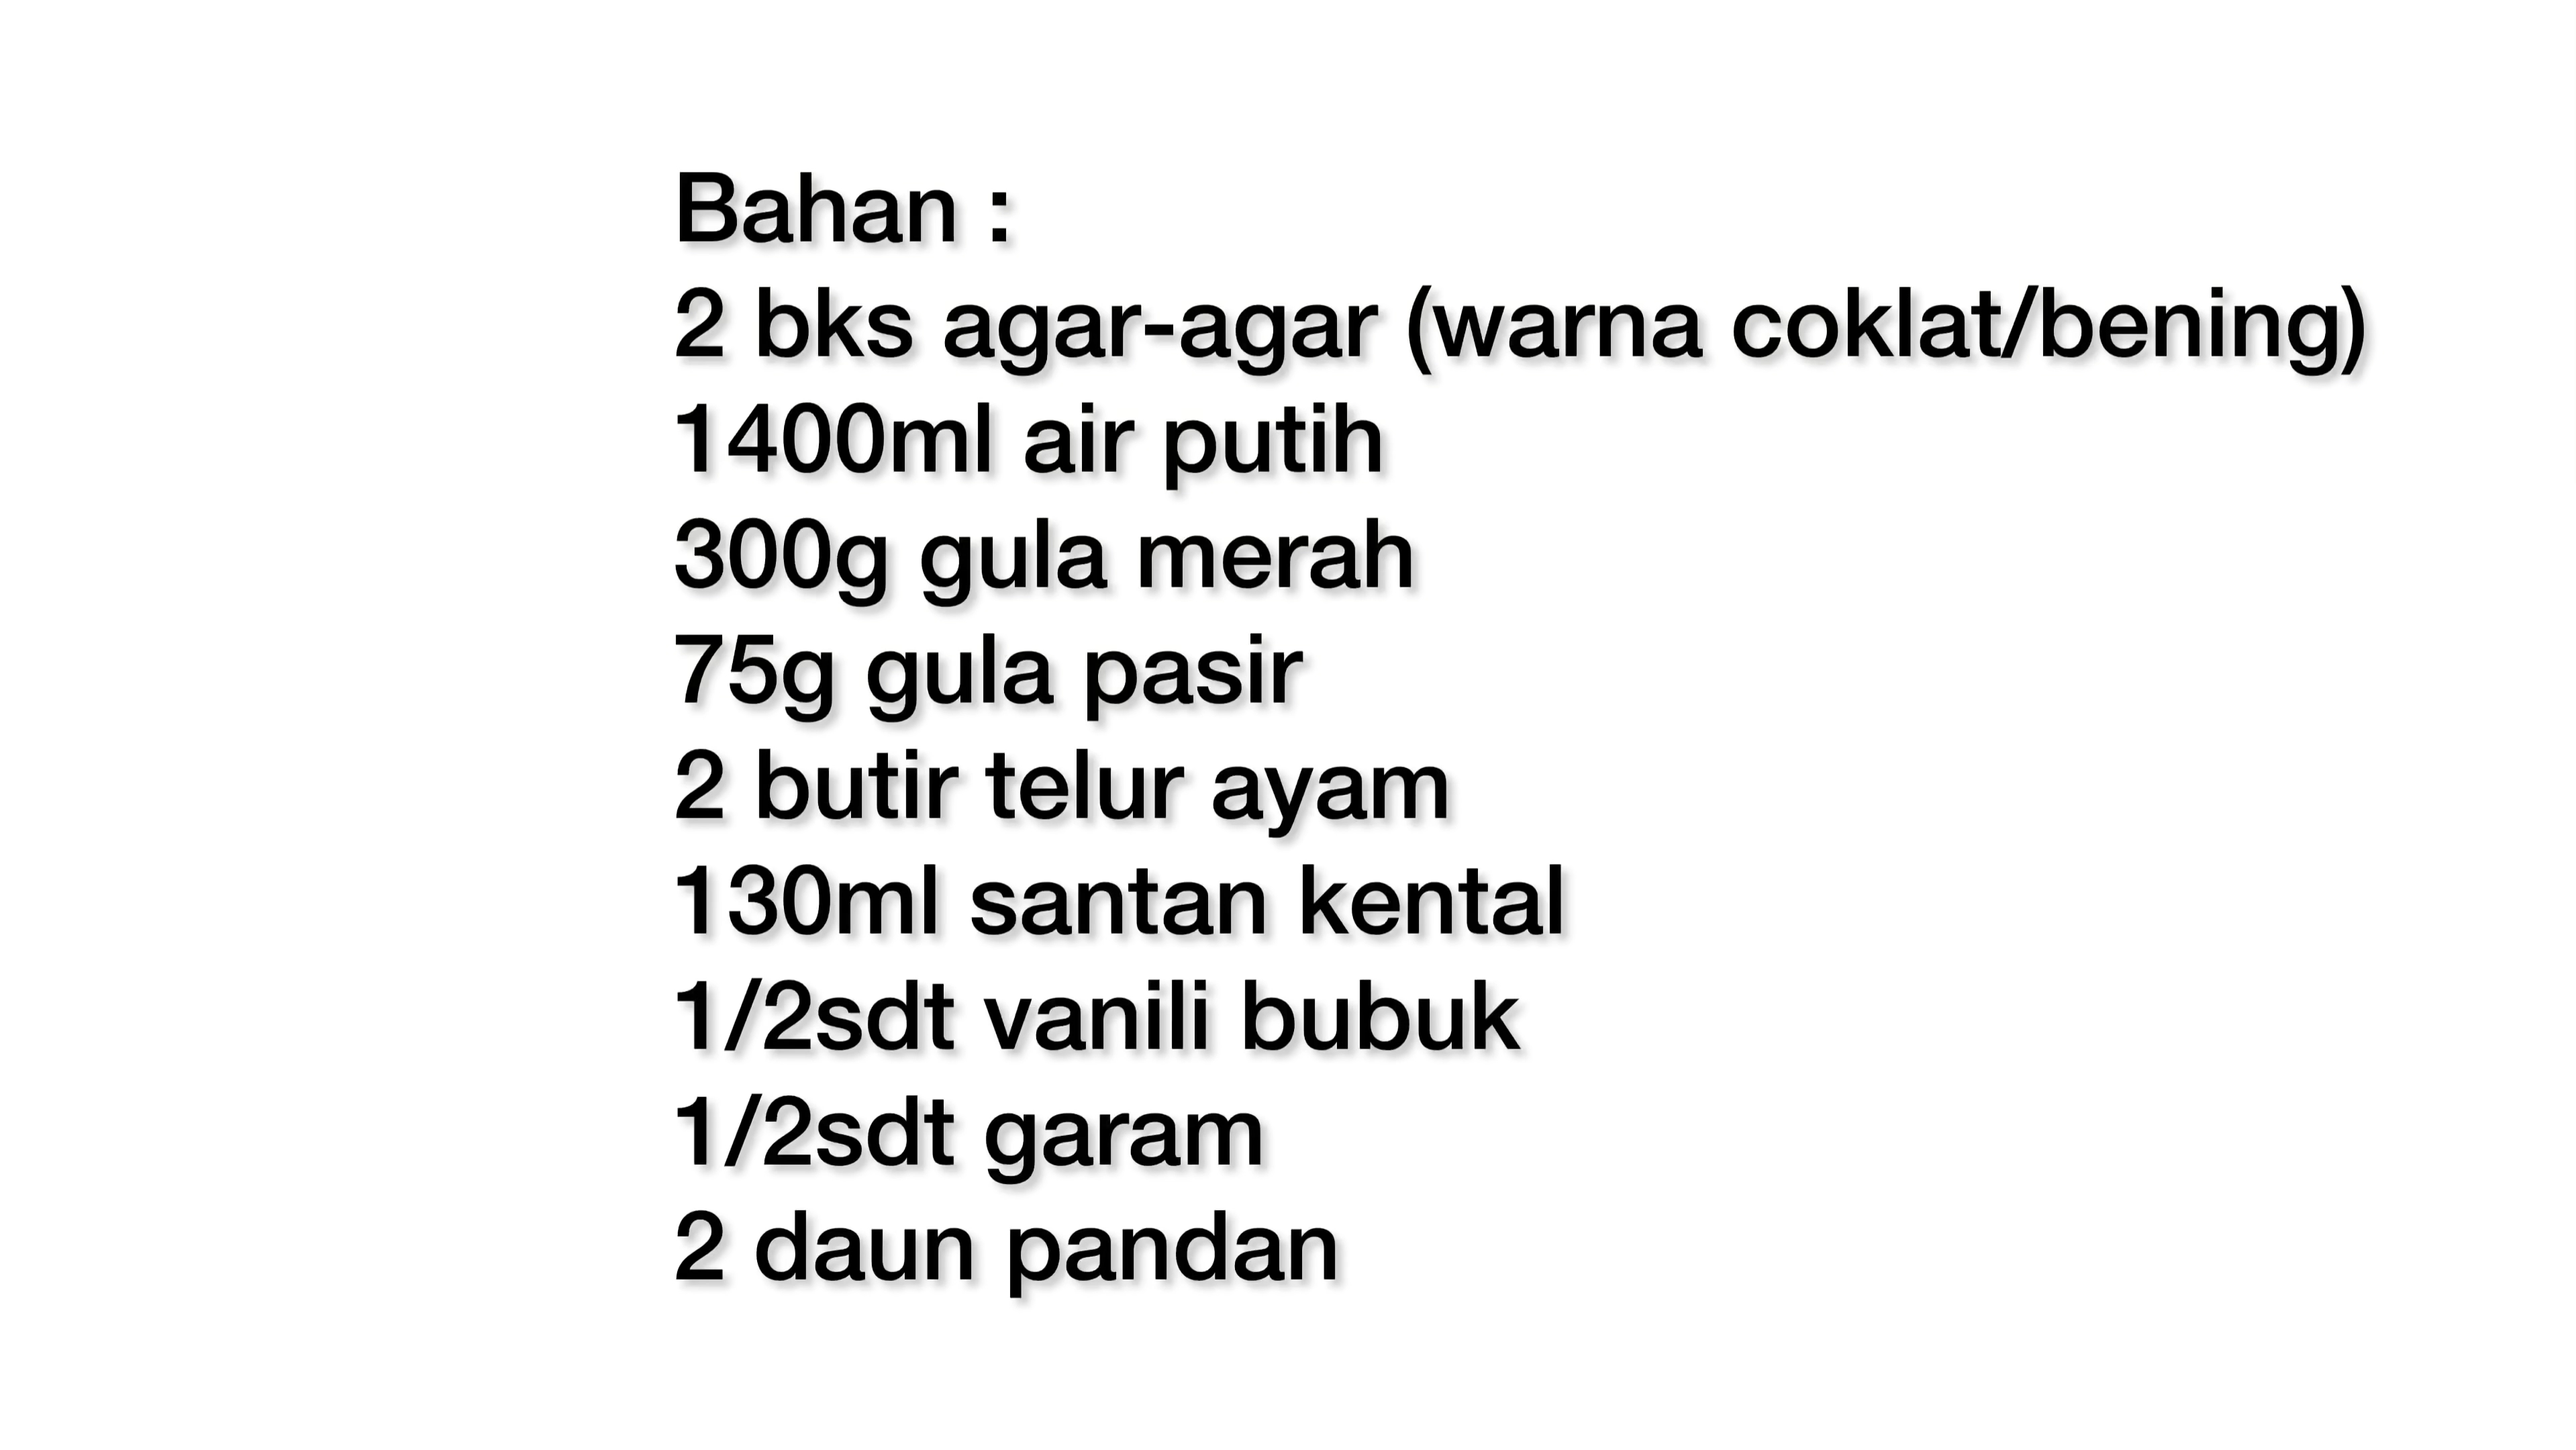 Bahan :
2 bks agar-agar (warna coklat/bening)
1400ml air putih
300g gula merah
75g gula pasir
2 butir telur ayam
130ml santan kental
1/2sdt vanili bubuk
1/2sdt garam
2 daun pandan